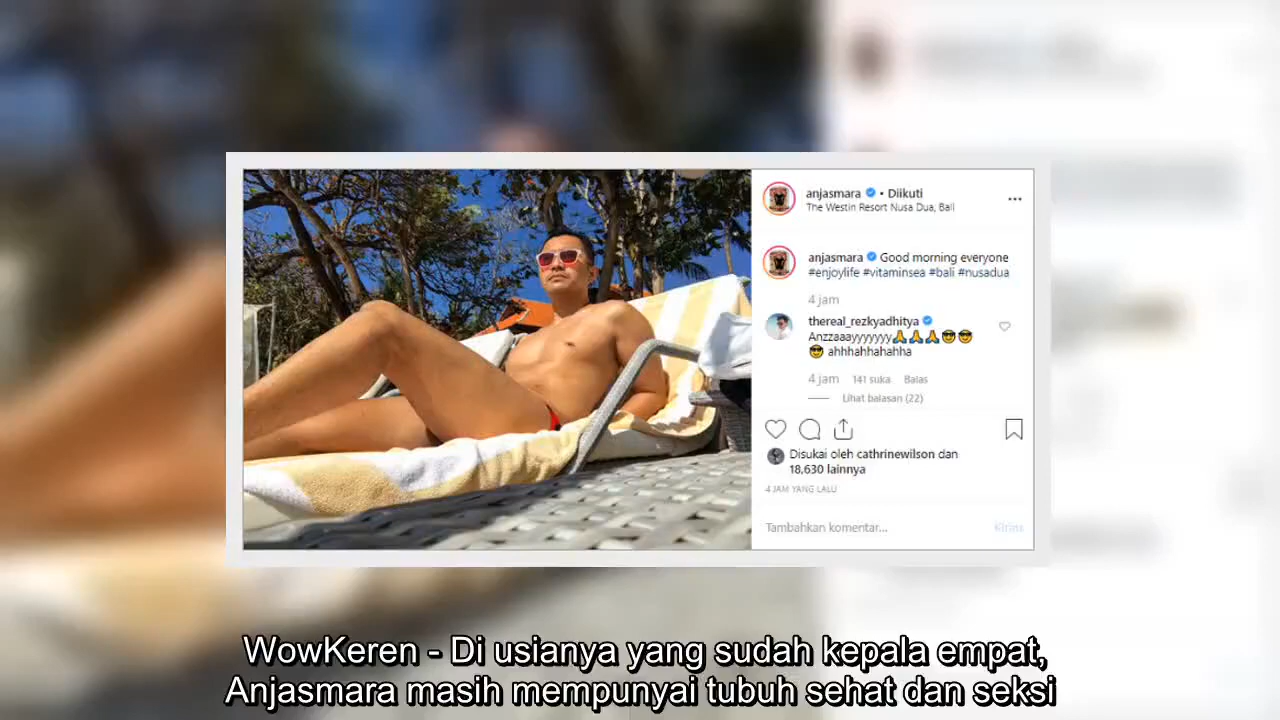 anjasmara • Diikuti
The Westin Resort Nusa Dua, Bali
anjasmara Good morning everyone
#enjoylife #vitaminsea #bali #nusadua
4 jam
thereal_rezkyadhitya
Anzzaaayyyyyyy🙏🙏🙏😎😎
😎 ahhhahhahahha
4 jam 141 suka Balas
Lihat balasan (22)
Disukai oleh cathrinewilson dan
18,630 lainnya
4 JAM YANG LALU
Tambahkan komentar... Kirim
WowKeren - Di usianya yang sudah kepala empat,
Anjasmara masih mempunyai tubuh sehat dan seksi